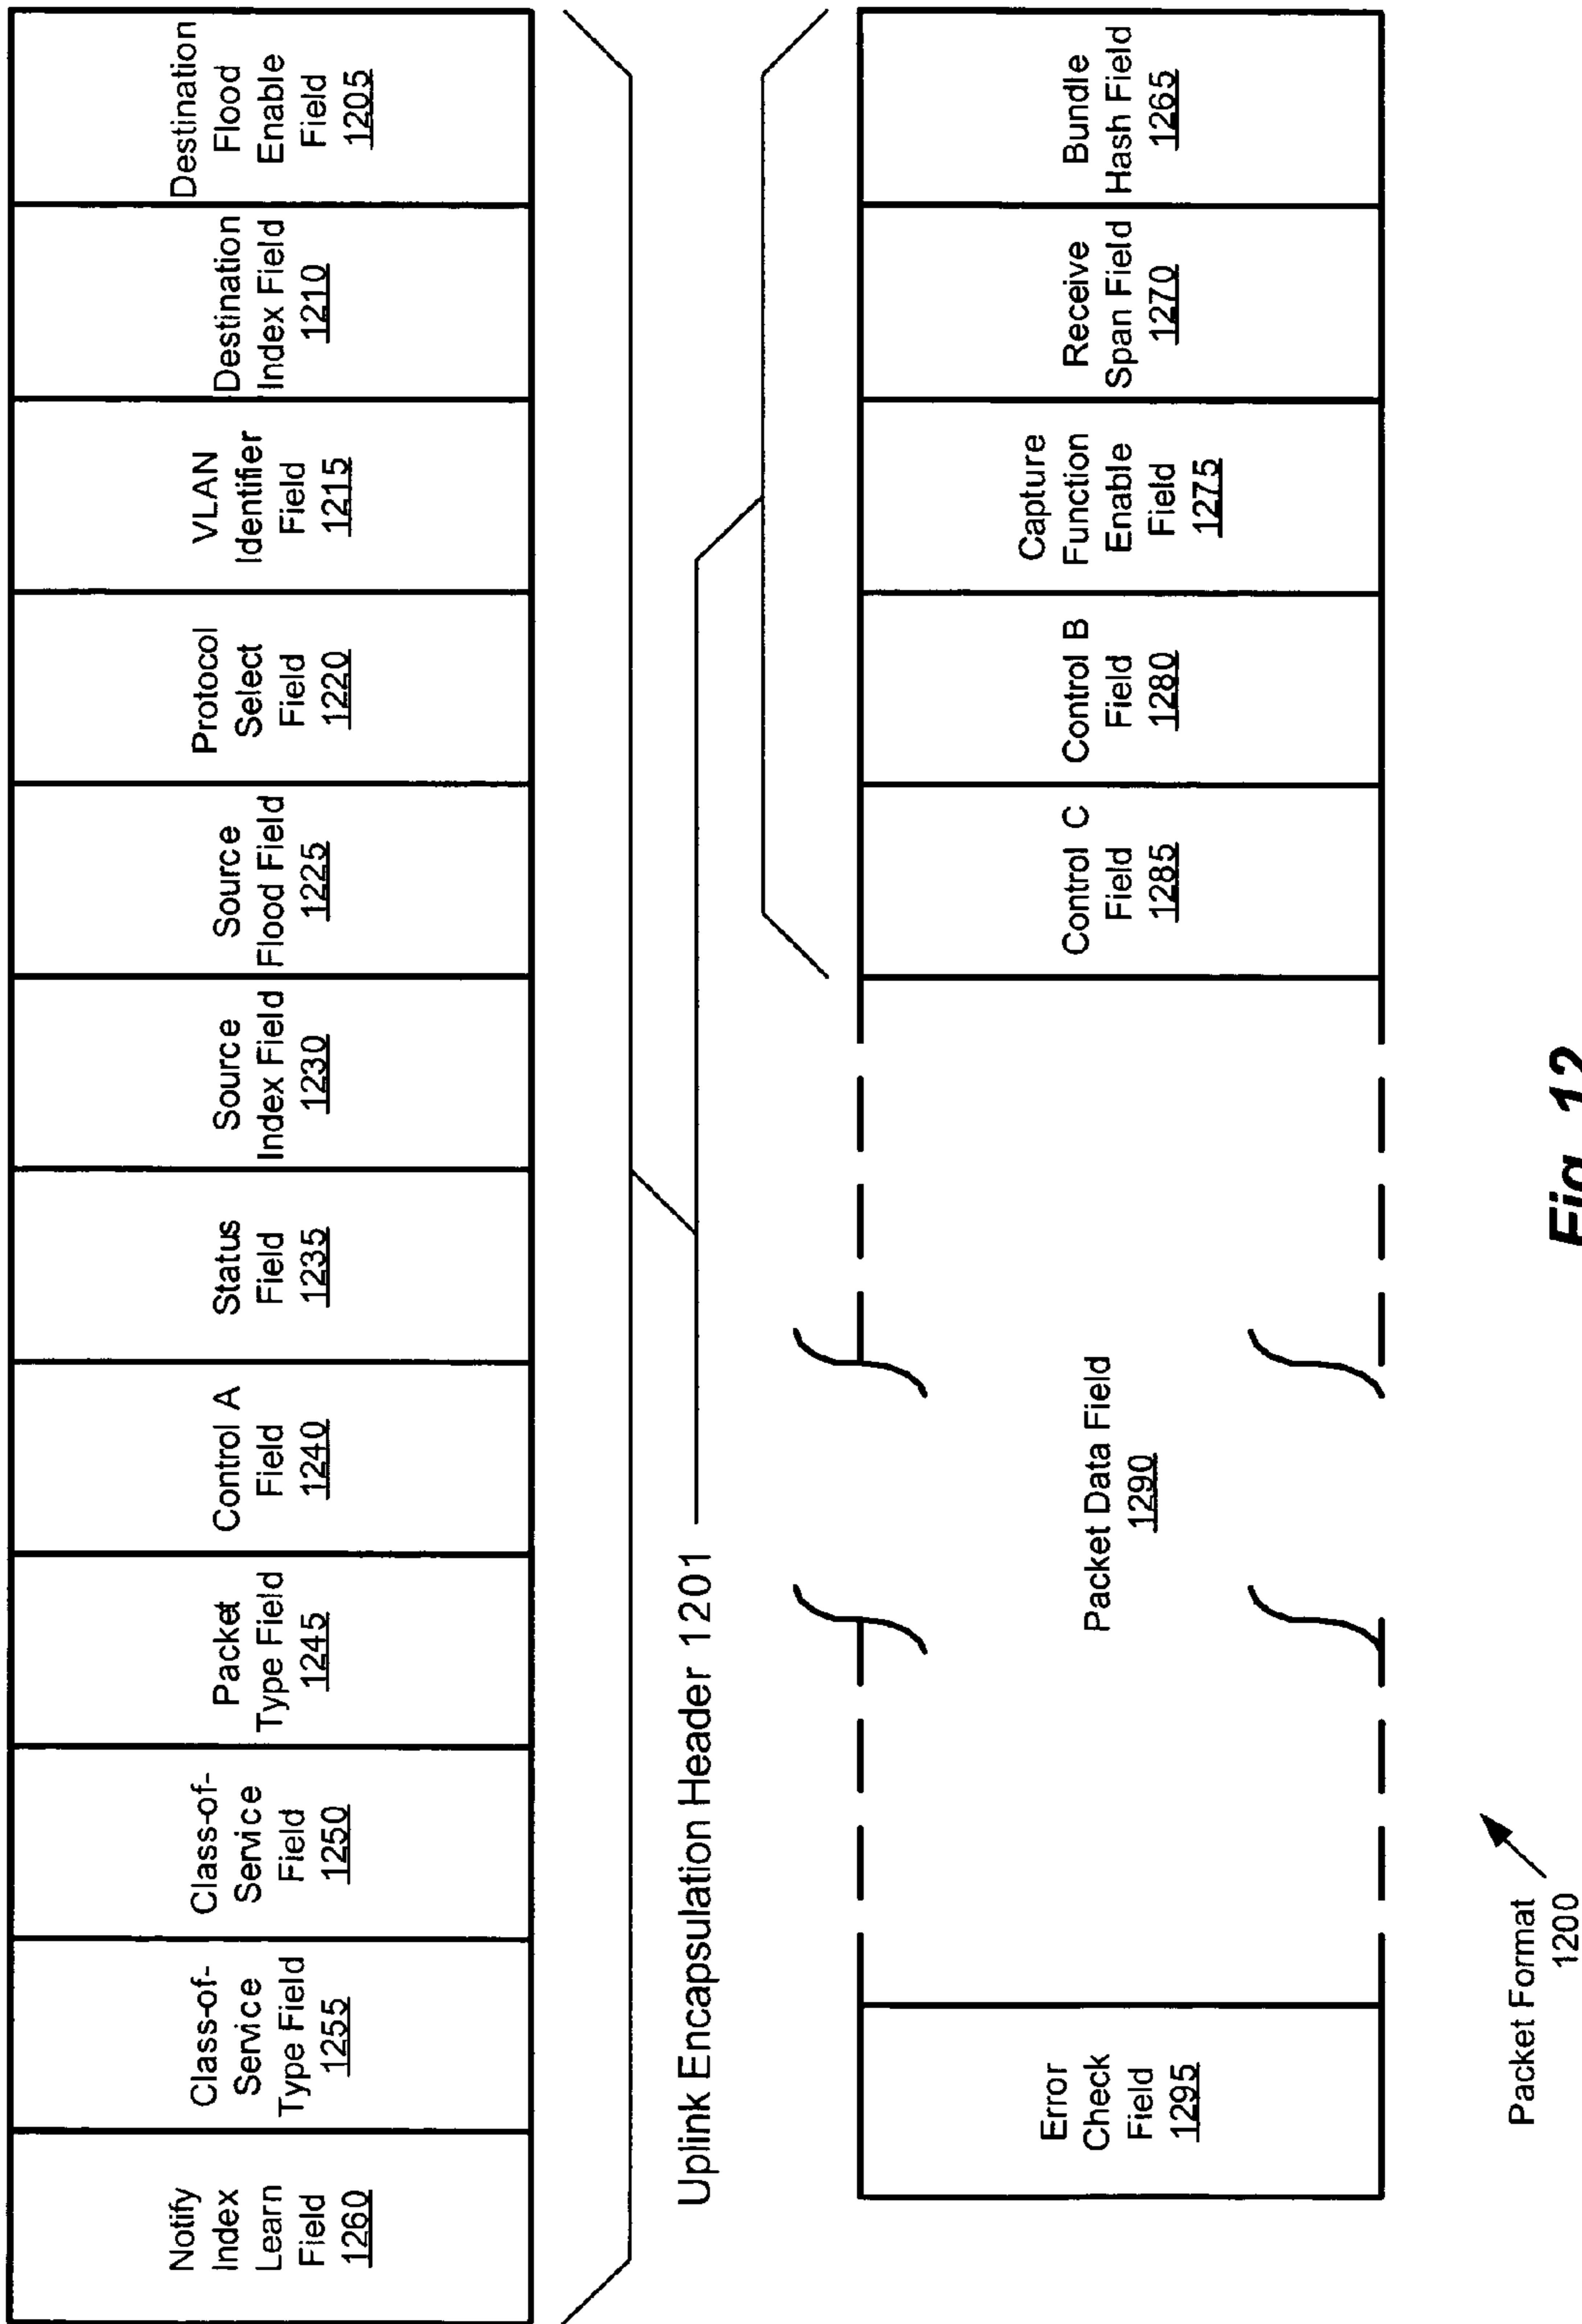 Notify
Index
Learn
Field
1260
Class-of-
Service
Type Field
1255
Class-of-
Service
Field
1250
Packet
Type Field
1245
Control A
Field
1240
Status
Field
1235
Source
Index Field
1230
Source
Flood Field
1225
Protocol
Select
Field
1220
VLAN
Identifier
Field
1215
Destination
Index Field
1210
Destination
Flood
Enable
Field
1205
Uplink Encapsulation Header 1201
Error
Check
Field
1295
Packet Data Field
1290
Control C
Field
1285
Control B
Field
1280
Capture
Function
Enable
Field
1275
Receive
Span Field
1270
Bundle
Hash Field
1265
Packet Format
1200
Fig. 12